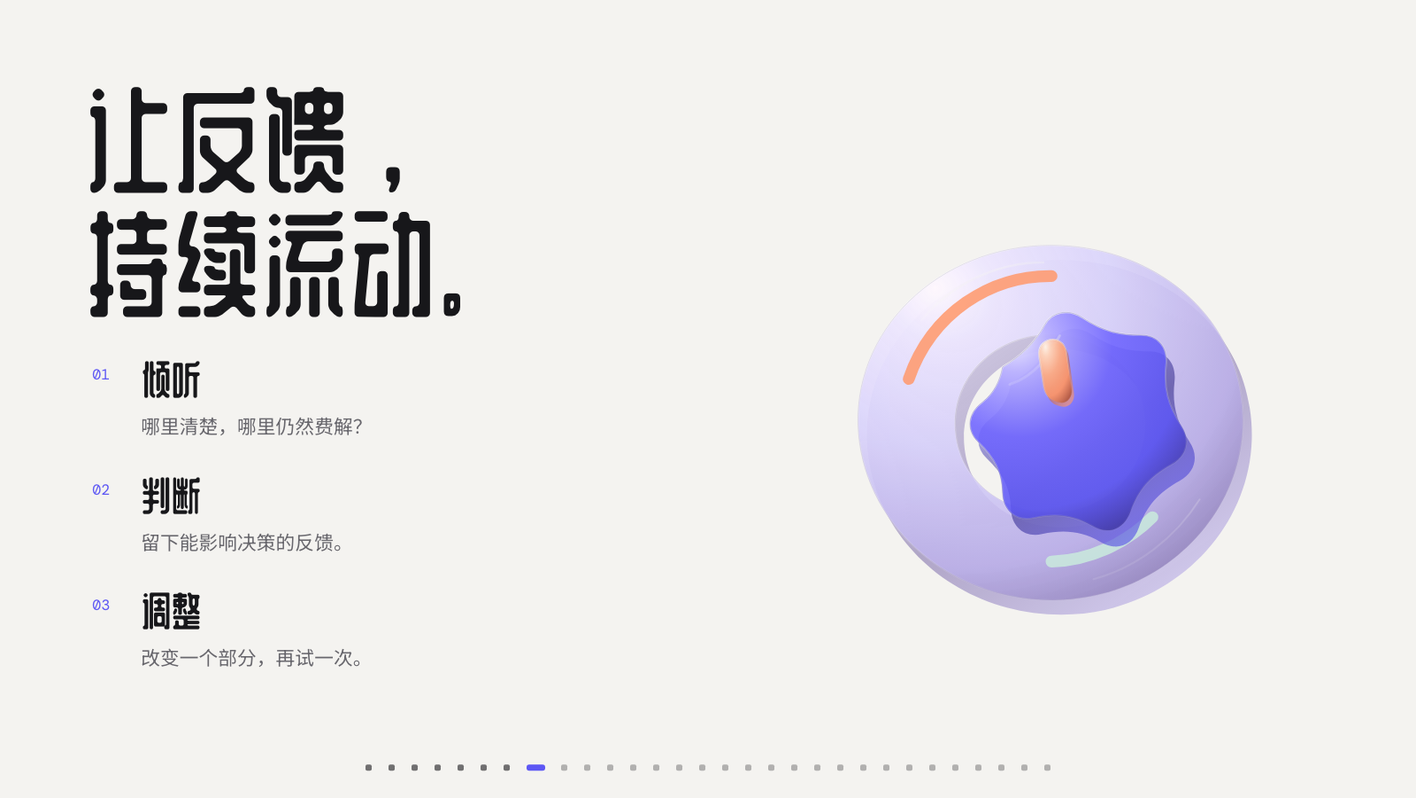 让反馈，
持续流动。
01 倾听
哪里清楚，哪里仍然费解？
02 判断
留下能影响决策的反馈。
03 调整
改变一个部分，再试一次。